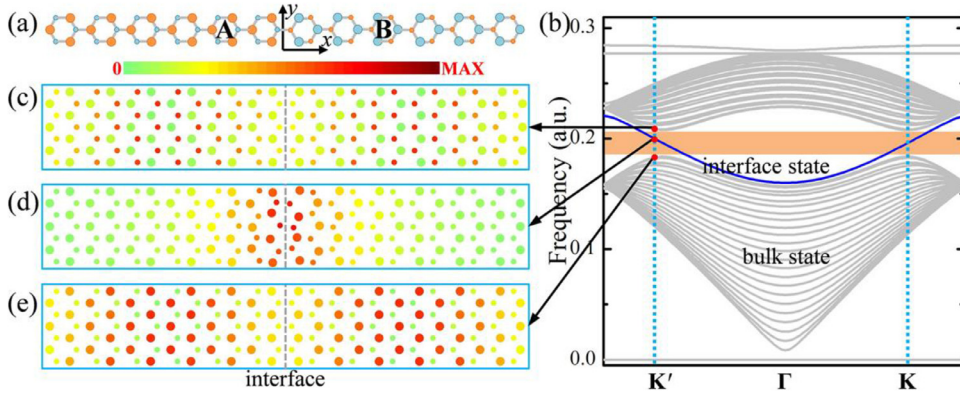 (a) A B y x
0 MAX
(c)
(d)
(e)
interface
(b)
Frequency (a.u.)
0.3
0.2
0.1
0.0
interface state
bulk state
K′ Γ K